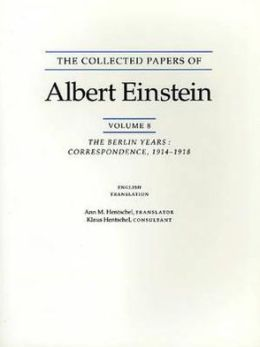 THE COLLECTED PAPERS OF
Albert Einstein
VOLUME 8
THE BERLIN YEARS:
CORRESPONDENCE, 1914–1918
ENGLISH
TRANSLATION
Ann M. Hentschel, TRANSLATOR
Klaus Hentschel, CONSULTANT